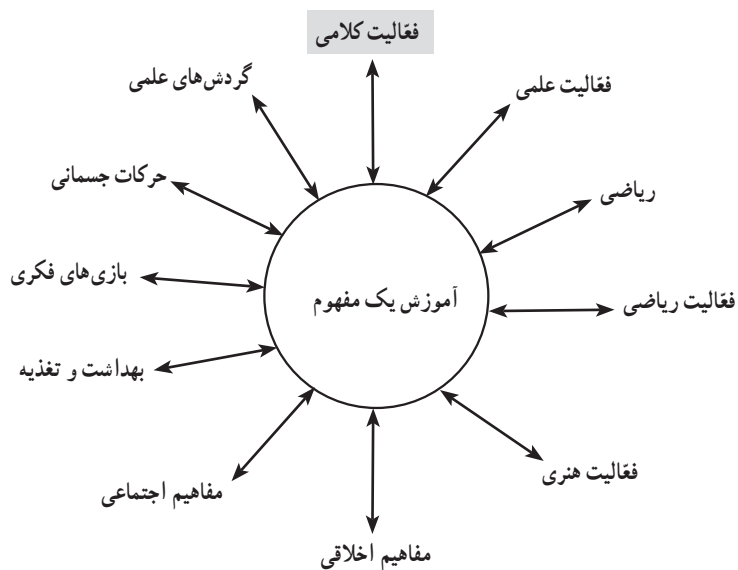 فعّالیت کلامی
گردش‌های علمی
فعّالیت علمی
حرکات جسمانی
ریاضی
بازی‌های فکری
آموزش یک مفهوم
فعّالیت ریاضی
بهداشت و تغذیه
فعّالیت هنری
مفاهیم اجتماعی
مفاهیم اخلاقی